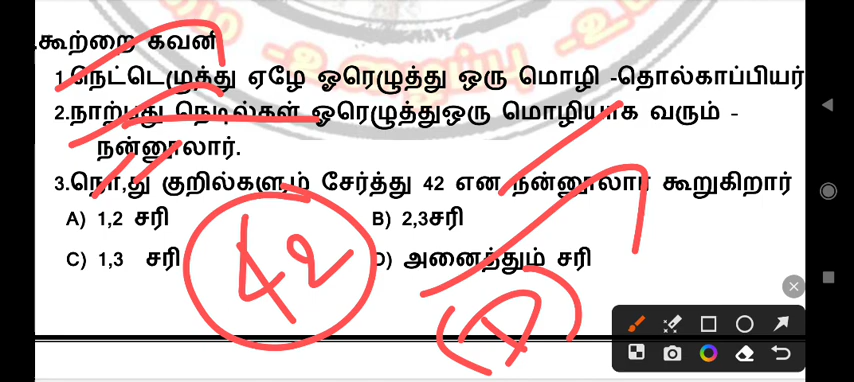 .கூற்றை கவனி
1.நெட்டெழுத்து ஏழே ஓரெழுத்து ஒரு மொழி -தொல்காப்பியர்
2.நாற்பது நெடில்கள் ஓரெழுத்துஒரு மொழியாக வரும் -
நன்னூலார்.
3.நொ,து குறில்களும் சேர்த்து 42 என நன்னூலார் கூறுகிறார்
A) 1,2 சரி B) 2,3சரி
C) 1,3 சரி D) அனைத்தும் சரி
42